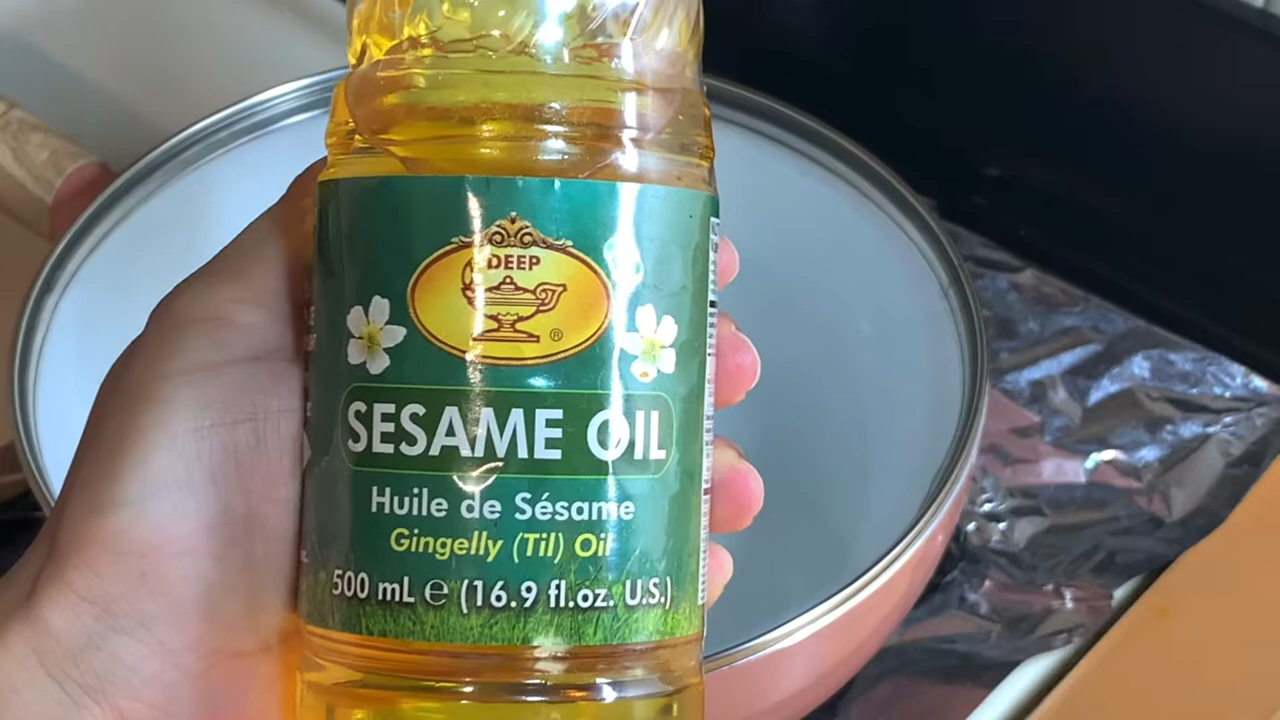 DEEP
®
SESAME OIL
Huile de Sésame
Gingelly (Til) Oil
500 mL ℮ (16.9 fl.oz. U.S.)